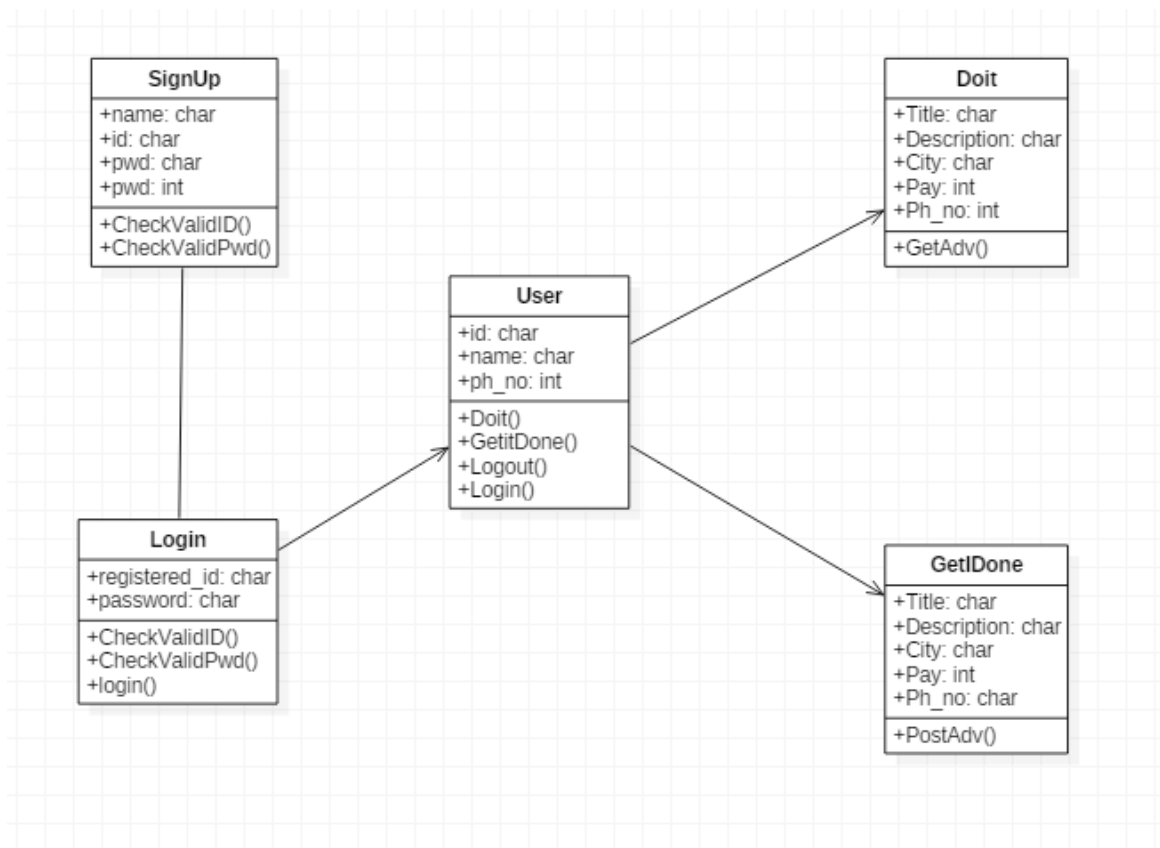 SignUp
+name: char
+id: char
+pwd: char
+pwd: int
+CheckValidID()
+CheckValidPwd()
Doit
+Title: char
+Description: char
+City: char
+Pay: int
+Ph_no: int
+GetAdv()
User
+id: char
+name: char
+ph_no: int
+Doit()
+GetitDone()
+Logout()
+Login()
Login
+registered_id: char
+password: char
+CheckValidID()
+CheckValidPwd()
+login()
GetIDone
+Title: char
+Description: char
+City: char
+Pay: int
+Ph_no: char
+PostAdv()